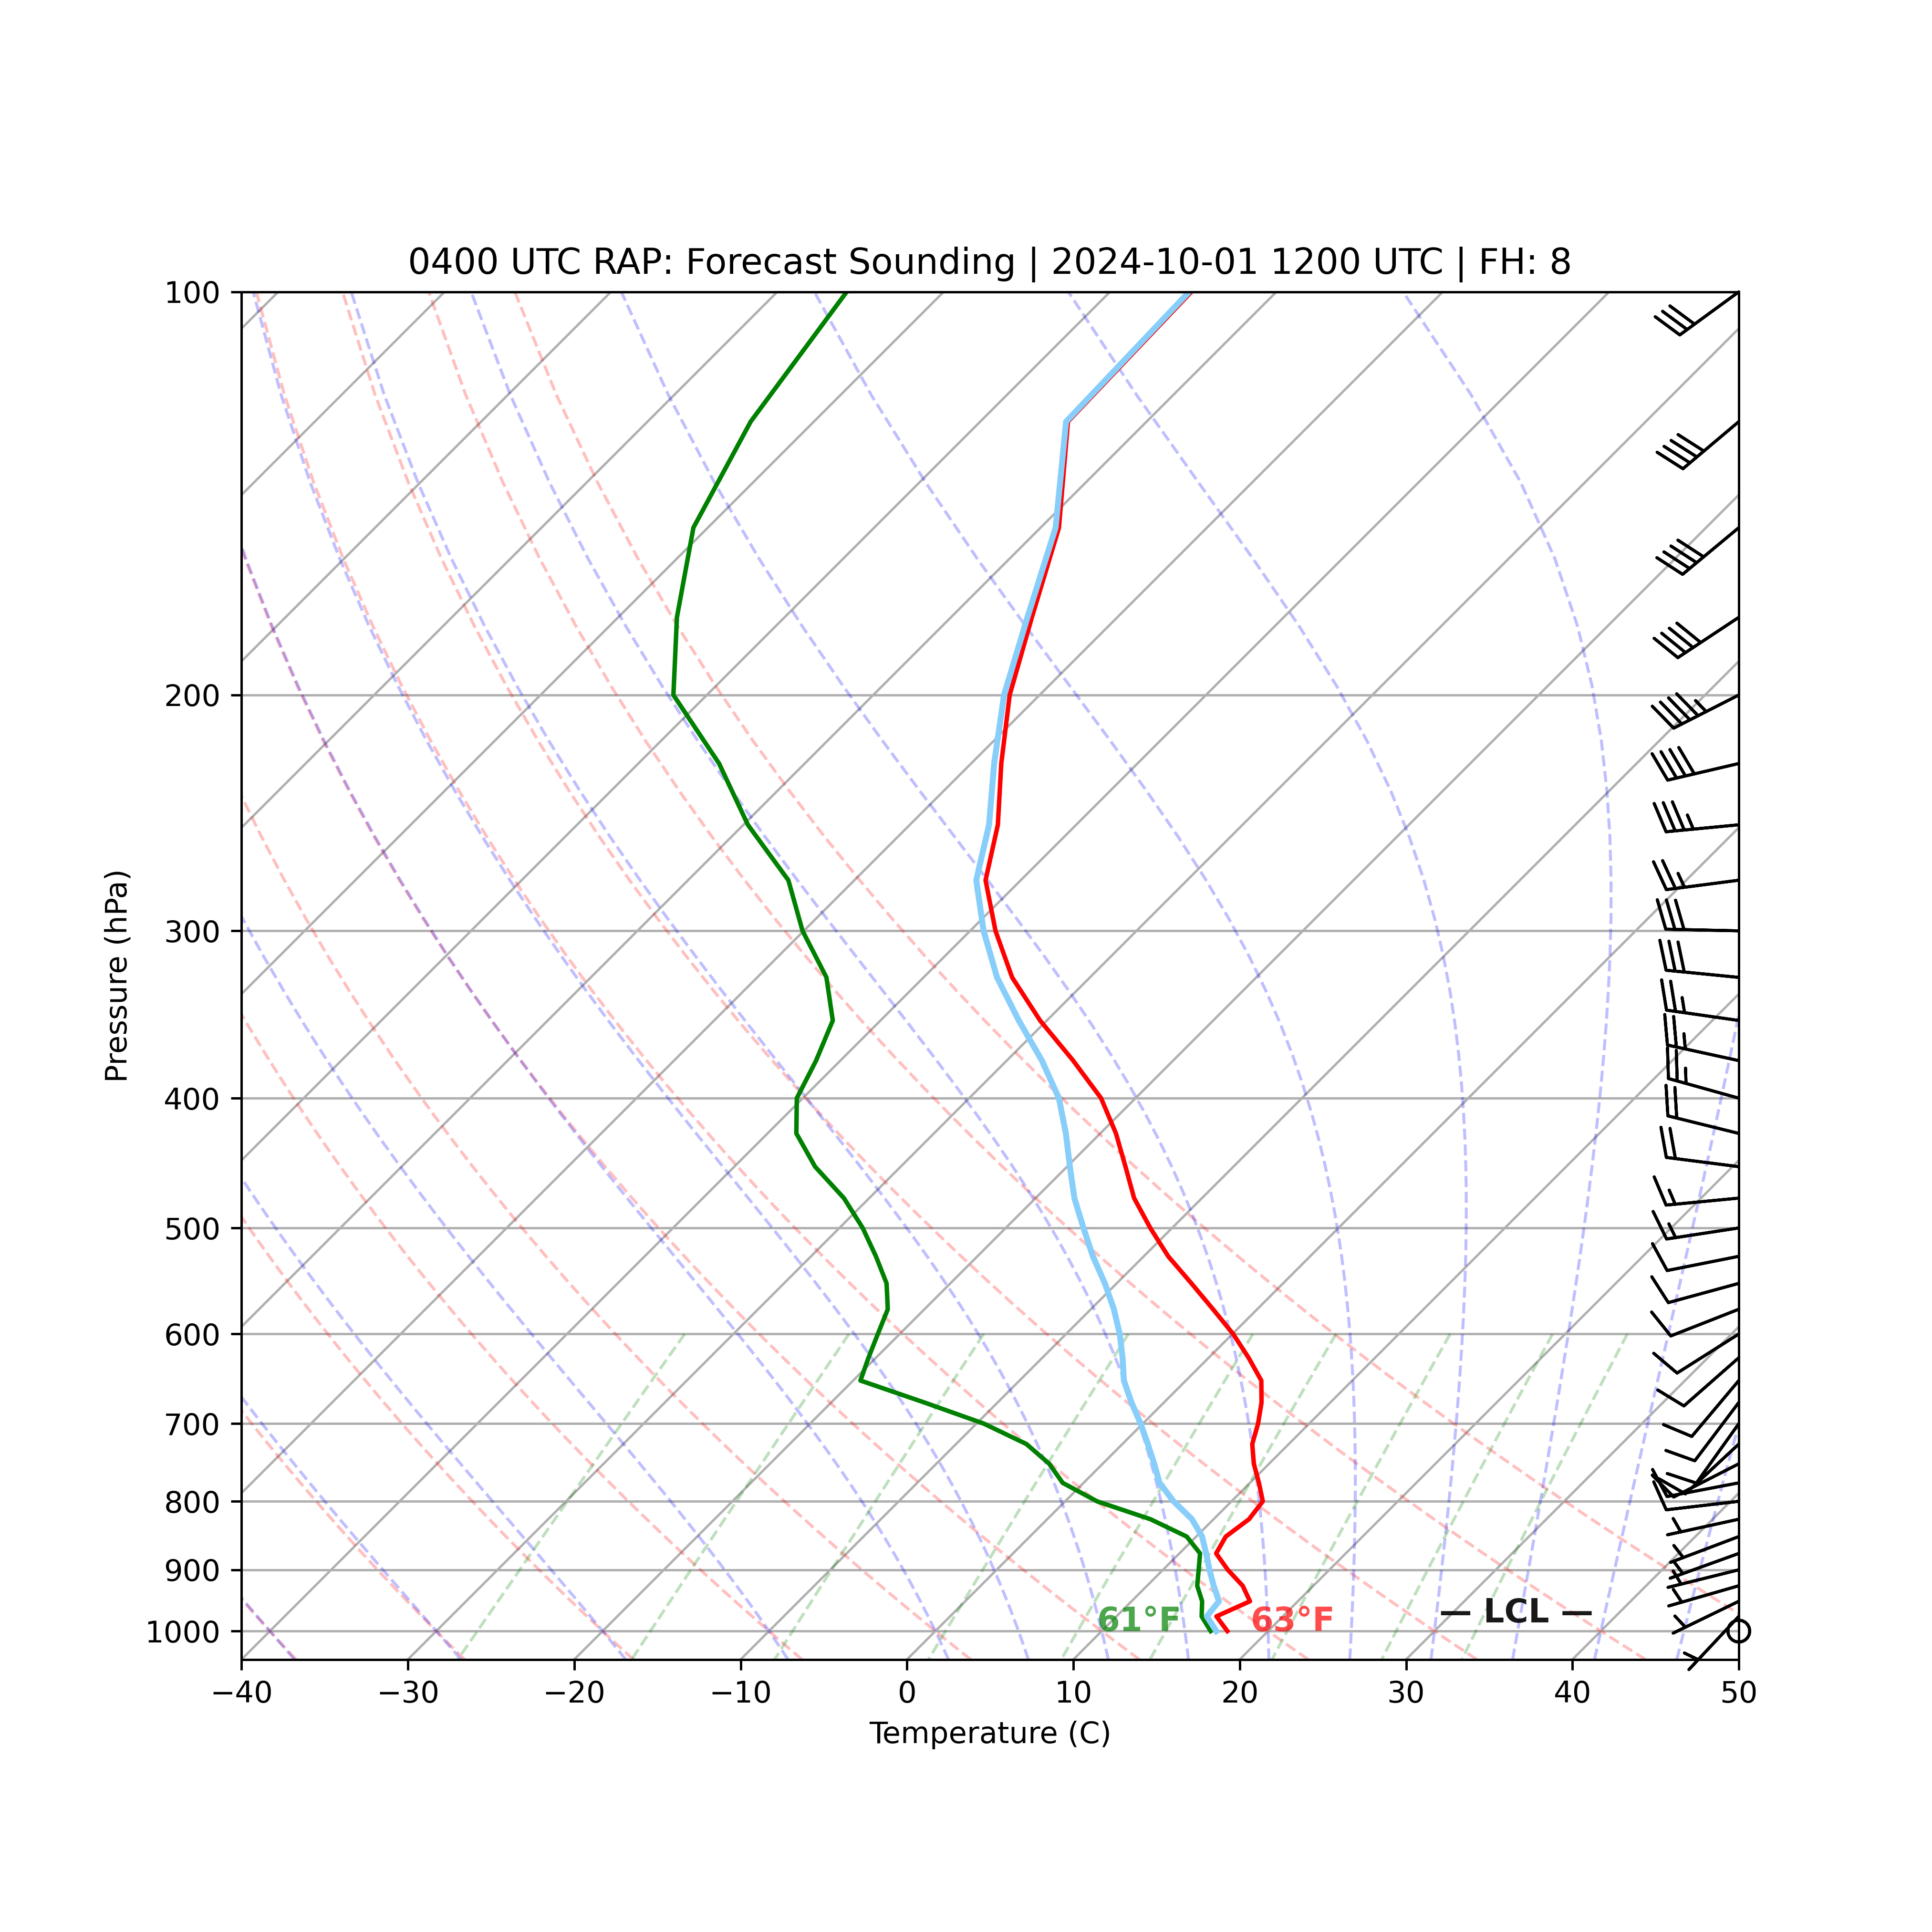 0400 UTC RAP: Forecast Sounding | 2024-10-01 1200 UTC | FH: 8
100
200
300
400
500
600
700
800
900
1000
Pressure (hPa)
61°F
63°F
— LCL —
−40 −30 −20 −10 0 10 20 30 40 50
Temperature (C)